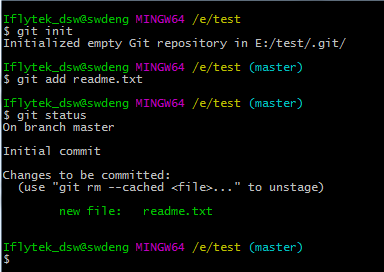 Iflytek_dsw@swdeng MINGW64 /e/test
$ git init
Initialized empty Git repository in E:/test/.git/
Iflytek_dsw@swdeng MINGW64 /e/test (master)
$ git add readme.txt
Iflytek_dsw@swdeng MINGW64 /e/test (master)
$ git status
On branch master
Initial commit
Changes to be committed:
  (use "git rm --cached <file>..." to unstage)
        new file:   readme.txt
Iflytek_dsw@swdeng MINGW64 /e/test (master)
$